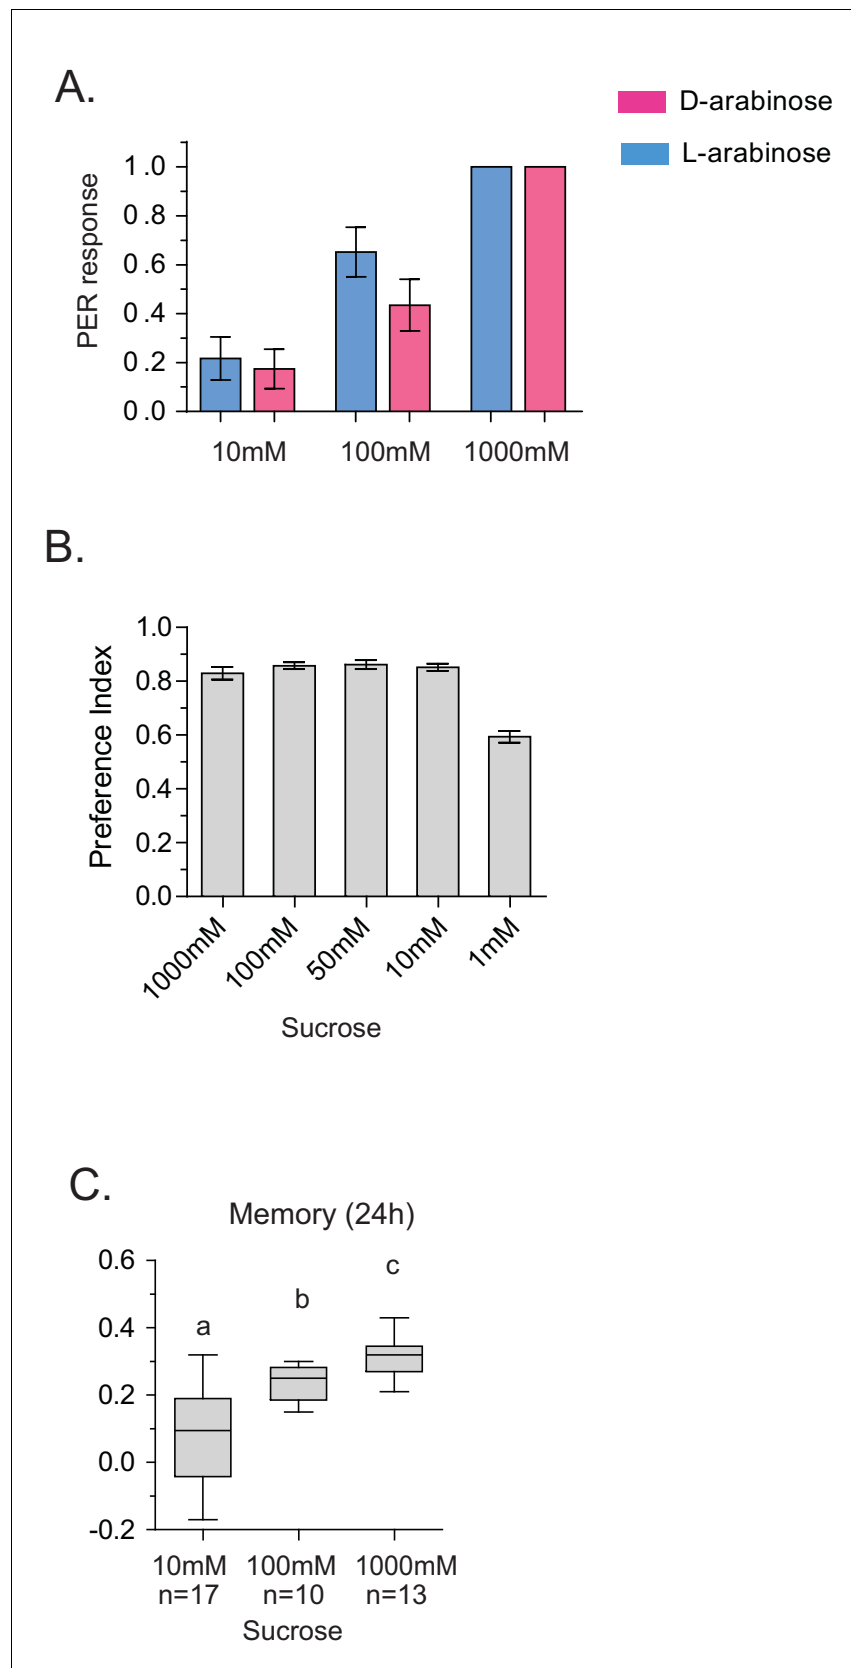 A.
D-arabinose
L-arabinose
PER response
1.0
0.8
0.6
0.4
0.2
0.0
10mM 100mM 1000mM
B.
Preference Index
1.0
0.8
0.6
0.4
0.2
0.0
1000mM 100mM 50mM 10mM 1mM
Sucrose
C.
Memory (24h)
0.6
0.4
0.2
0.0
-0.2
a b c
10mM 100mM 1000mM
n=17 n=10 n=13
Sucrose